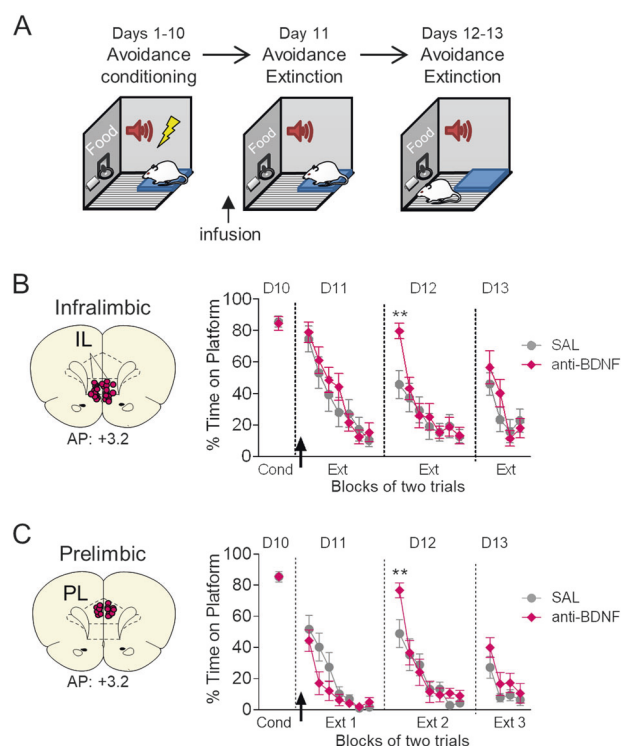 A
Days 1-10
Avoidance
conditioning
Day 11
Avoidance
Extinction
Days 12-13
Avoidance
Extinction
Food
Food
Food
infusion
B
Infralimbic
IL
AP: +3.2
% Time on Platform
100
80
60
40
20
0
D10
D11
D12
D13
**
SAL
anti-BDNF
Cond
Ext
Ext
Ext
Blocks of two trials
C
Prelimbic
PL
AP: +3.2
% Time on Platform
100
80
60
40
20
0
D10
D11
D12
D13
**
SAL
anti-BDNF
Cond
Ext 1
Ext 2
Ext 3
Blocks of two trials